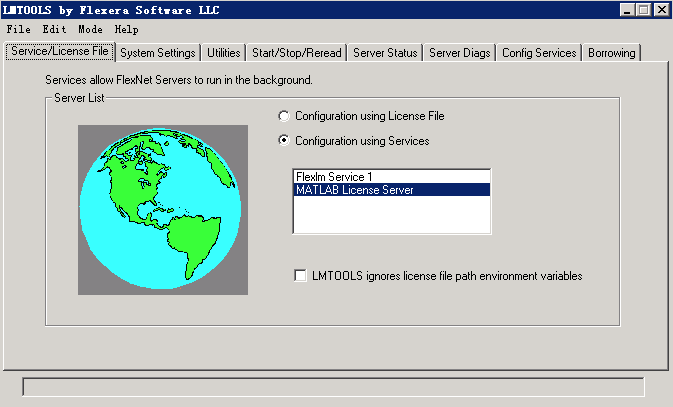 LMTOOLS by Flexera Software LLC
File Edit Mode Help
Service/License File System Settings Utilities Start/Stop/Reread Server Status Server Diags Config Services Borrowing
Services allow FlexNet Servers to run in the background.
Server List
Configuration using License File
Configuration using Services
Flexlm Service 1
MATLAB License Server
LMTOOLS ignores license file path environment variables